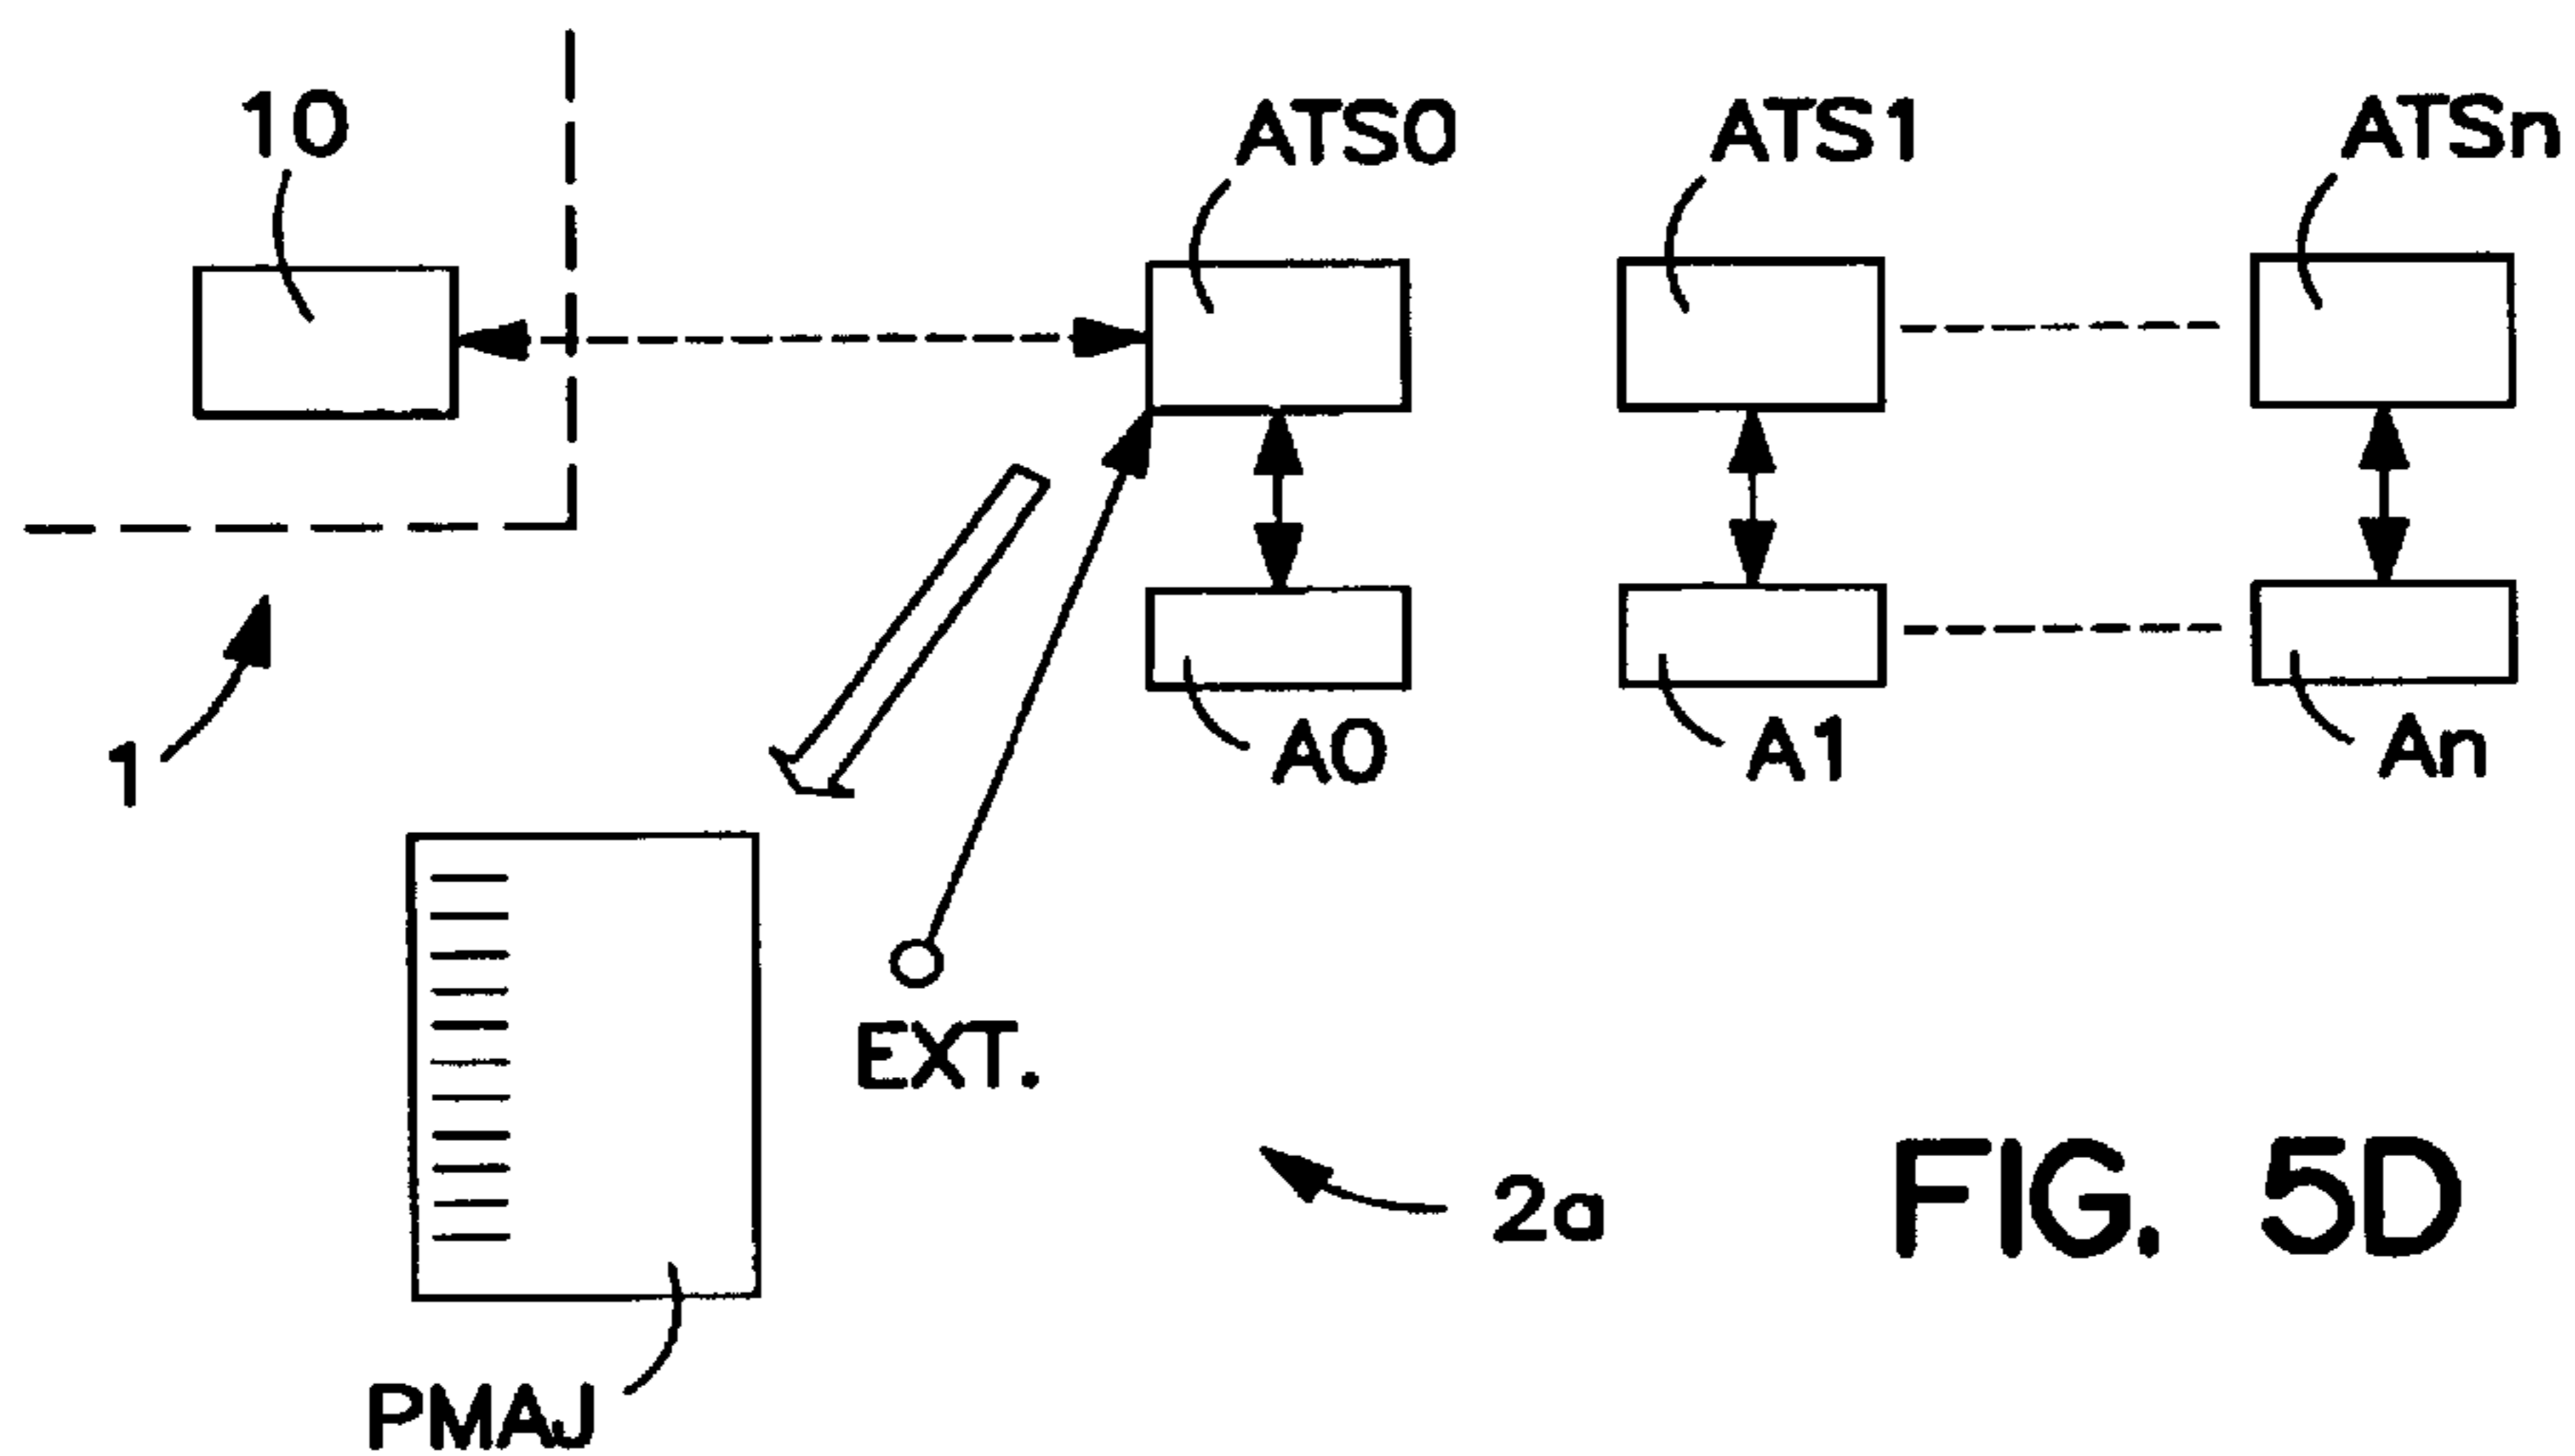 10
ATS0
ATS1
ATSn
1
A0
A1
An
EXT.
2a
FIG. 5D
PMAJ